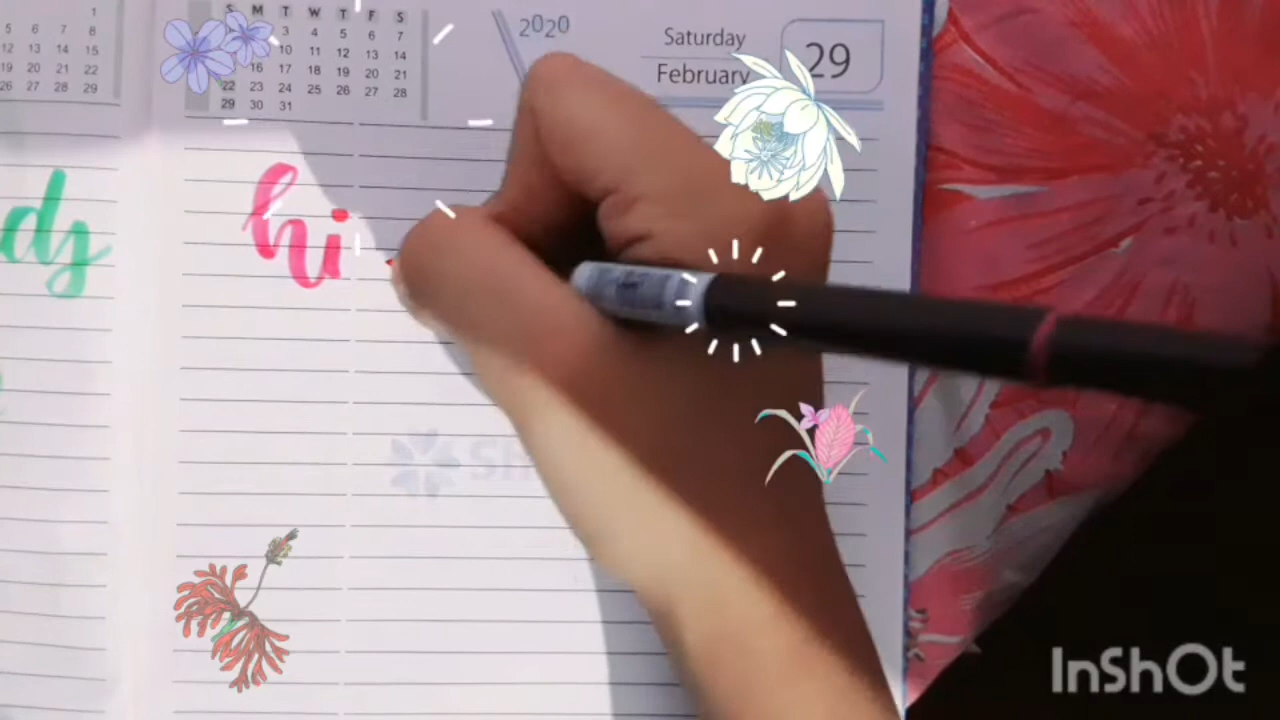 1
5 6 7 8
12 13 14 15
19 20 21 22
26 27 28 29
S M T W T F S
3 4 5 6 7
10 11 12 13 14
16 17 18 19 20 21
22 23 24 25 26 27 28
29 30 31
2020
Saturday
February
29
dy
hi
InShOt